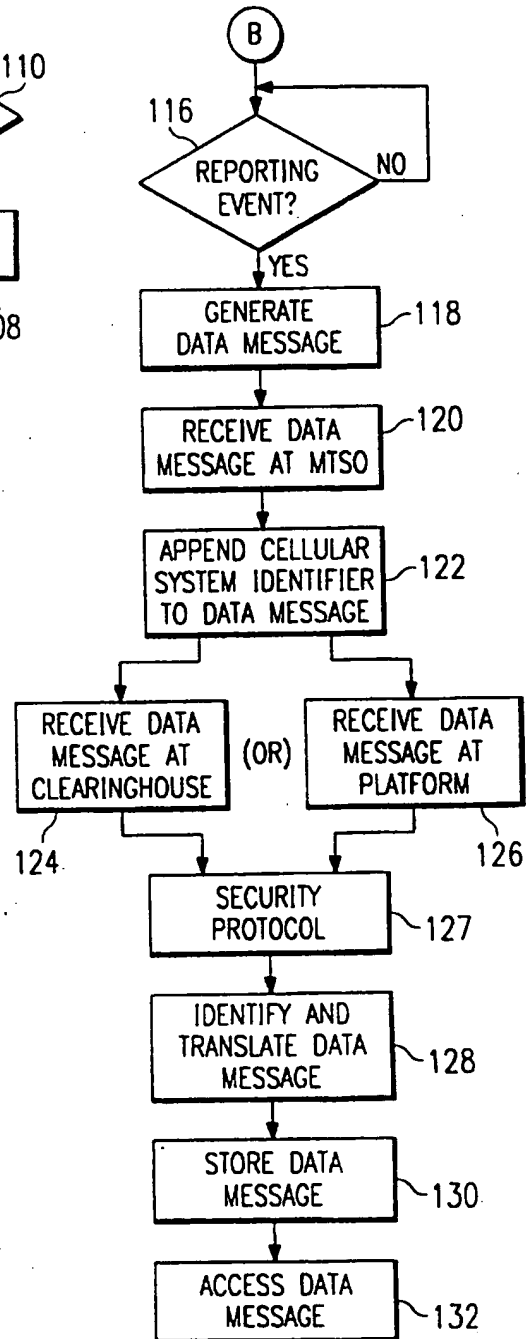 B
110
116
REPORTING
EVENT?
NO
YES
08
GENERATE
DATA MESSAGE
118
RECEIVE DATA
MESSAGE AT MTSO
120
APPEND CELLULAR
SYSTEM IDENTIFIER
TO DATA MESSAGE
122
RECEIVE DATA
MESSAGE AT
CLEARINGHOUSE
124
(OR)
RECEIVE DATA
MESSAGE AT
PLATFORM
126
SECURITY
PROTOCOL
127
IDENTIFY AND
TRANSLATE DATA
MESSAGE
128
STORE DATA
MESSAGE
130
ACCESS DATA
MESSAGE
132